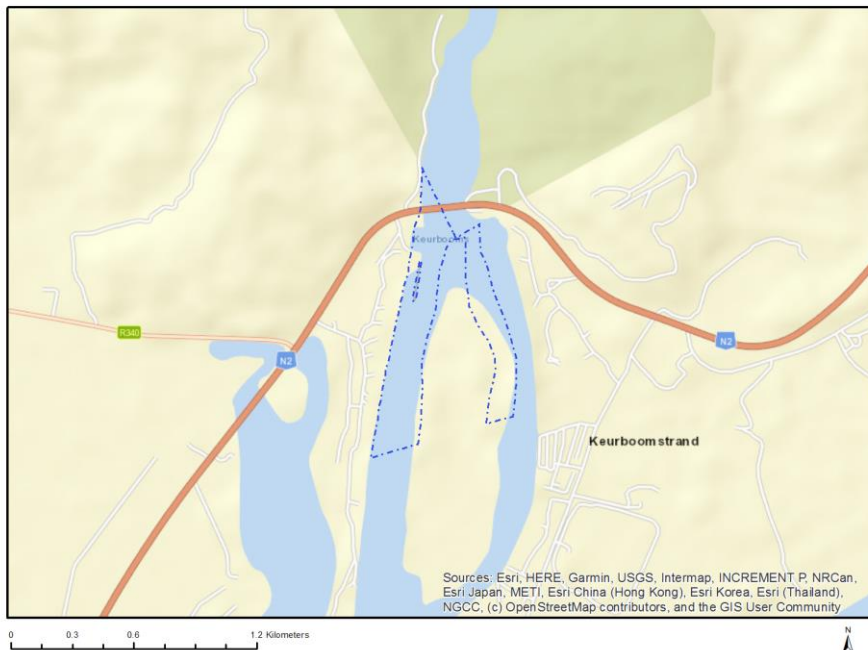 Keurbooms
R340
N2
N2
Keurboomstrand
Sources: Esri, HERE, Garmin, USGS, Intermap, INCREMENT P, NRCan,
Esri Japan, METI, Esri China (Hong Kong), Esri Korea, Esri (Thailand),
NGCC, (c) OpenStreetMap contributors, and the GIS User Community
0 0.3 0.6 1.2 Kilometers
N